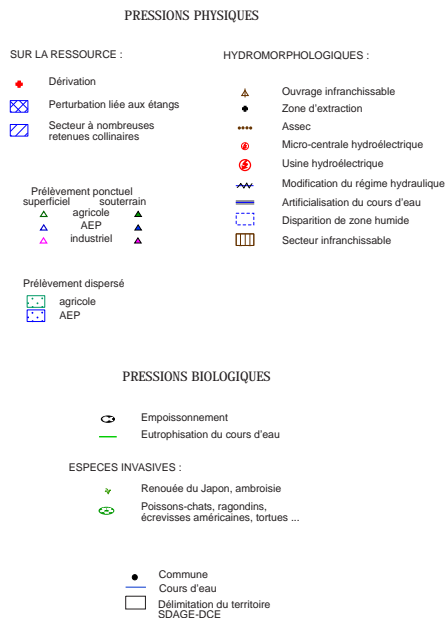 PRESSIONS PHYSIQUES
SUR LA RESSOURCE :
Dérivation
Perturbation liée aux étangs
Secteur à nombreuses
retenues collinaires
Prélèvement ponctuel
superficiel souterrain
agricole
AEP
industriel
Prélèvement dispersé
agricole
AEP
HYDROMORPHOLOGIQUES :
Ouvrage infranchissable
Zone d'extraction
Assec
Micro-centrale hydroélectrique
Usine hydroélectrique
Modification du régime hydraulique
Artificialisation du cours d'eau
Disparition de zone humide
Secteur infranchissable
PRESSIONS BIOLOGIQUES
Empoissonnement
Eutrophisation du cours d'eau
ESPECES INVASIVES :
Renouée du Japon, ambroisie
Poissons-chats, ragondins,
écrevisses américaines, tortues ...
Commune
Cours d'eau
Délimitation du territoire
SDAGE-DCE